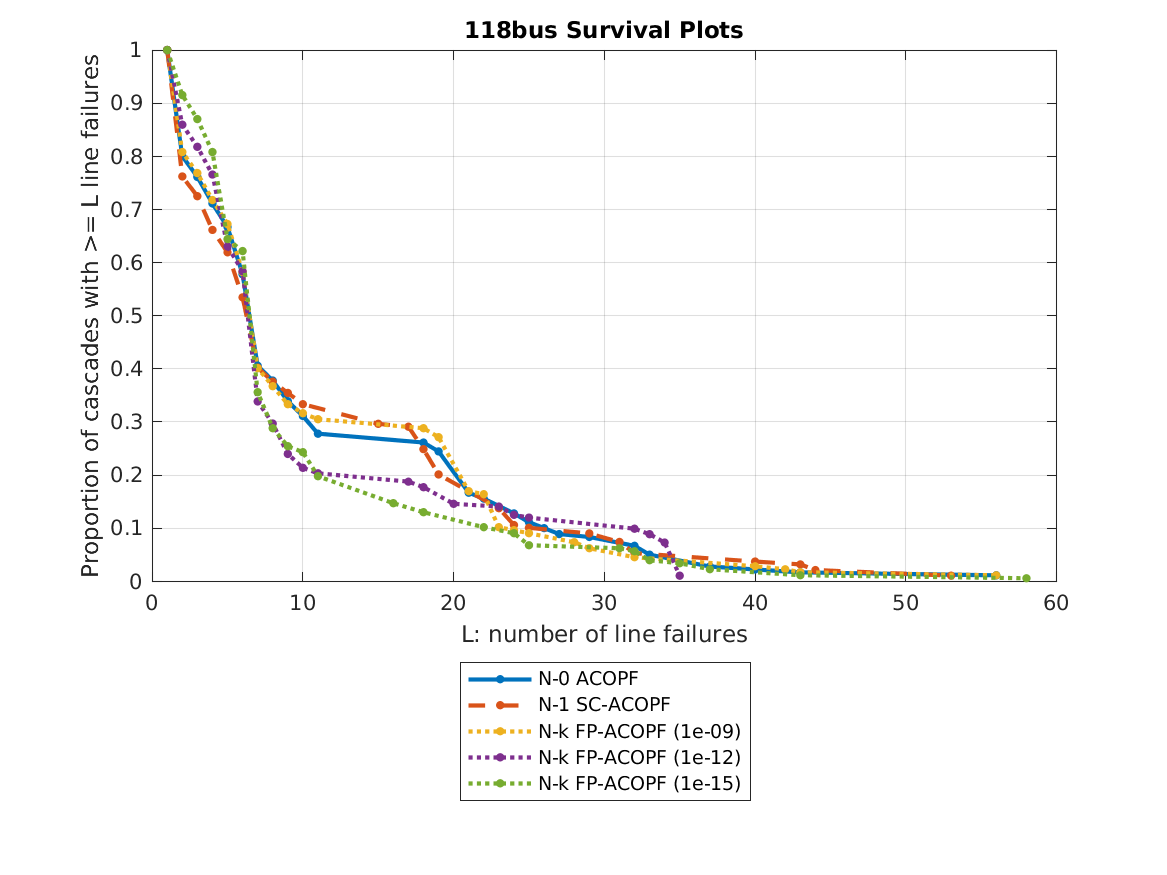 118bus Survival Plots
Proportion of cascades with >= L line failures
1
0.9
0.8
0.7
0.6
0.5
0.4
0.3
0.2
0.1
0
0 10 20 30 40 50 60
L: number of line failures
N-0 ACOPF
N-1 SC-ACOPF
N-k FP-ACOPF (1e-09)
N-k FP-ACOPF (1e-12)
N-k FP-ACOPF (1e-15)